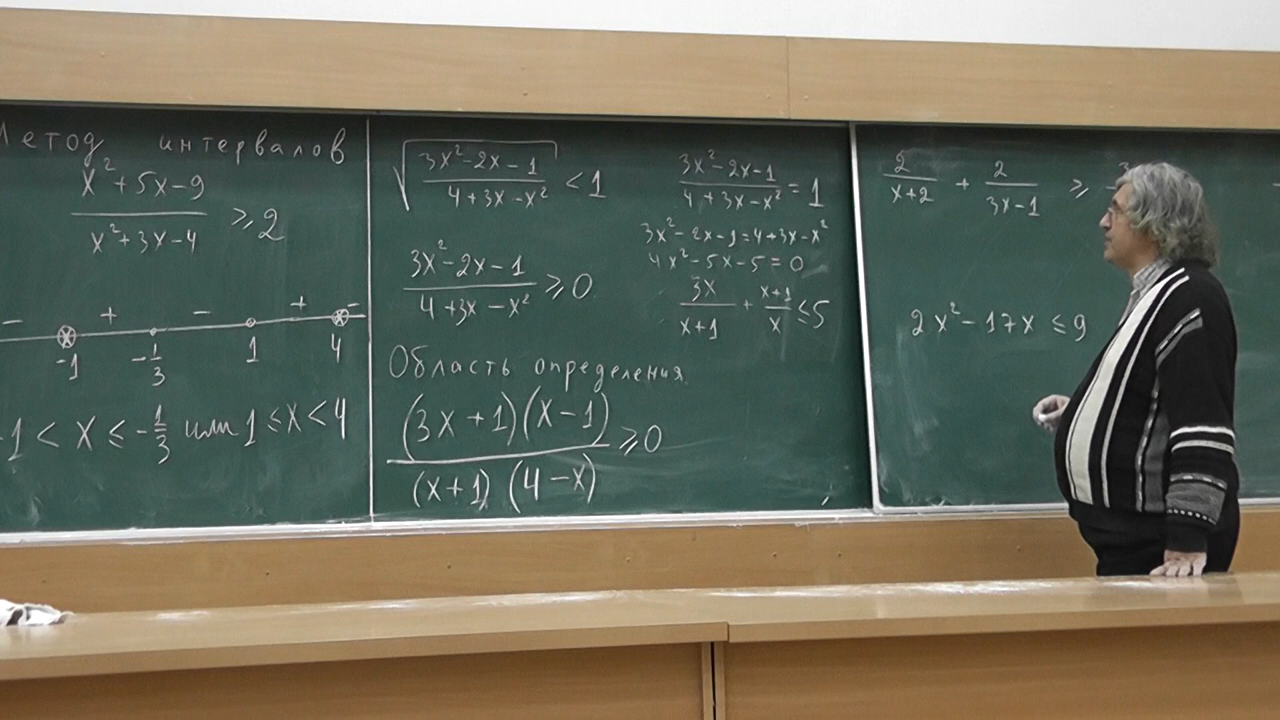 Метод интервалов
x²+5x-9
x²+3x-4
≥2
- + - + -
-1 -1/3 1 4
-1 < x ≤ -1/3 или 1 ≤ x < 4
√
3x²-2x-1
4+3x-x²
< 1
3x²-2x-1
4+3x-x²
≥ 0
Область определения
(3x+1)(x-1)
(x+1)(4-x)
≥ 0
3x²-2x-1
4+3x-x²
= 1
3x²-2x-1=4+3x-x²
4x²-5x-5=0
3x/x+1 + x+1/x ≤ 5
2/x+2 + 2/3x-1 ≥
2x²-17x ≤ 9